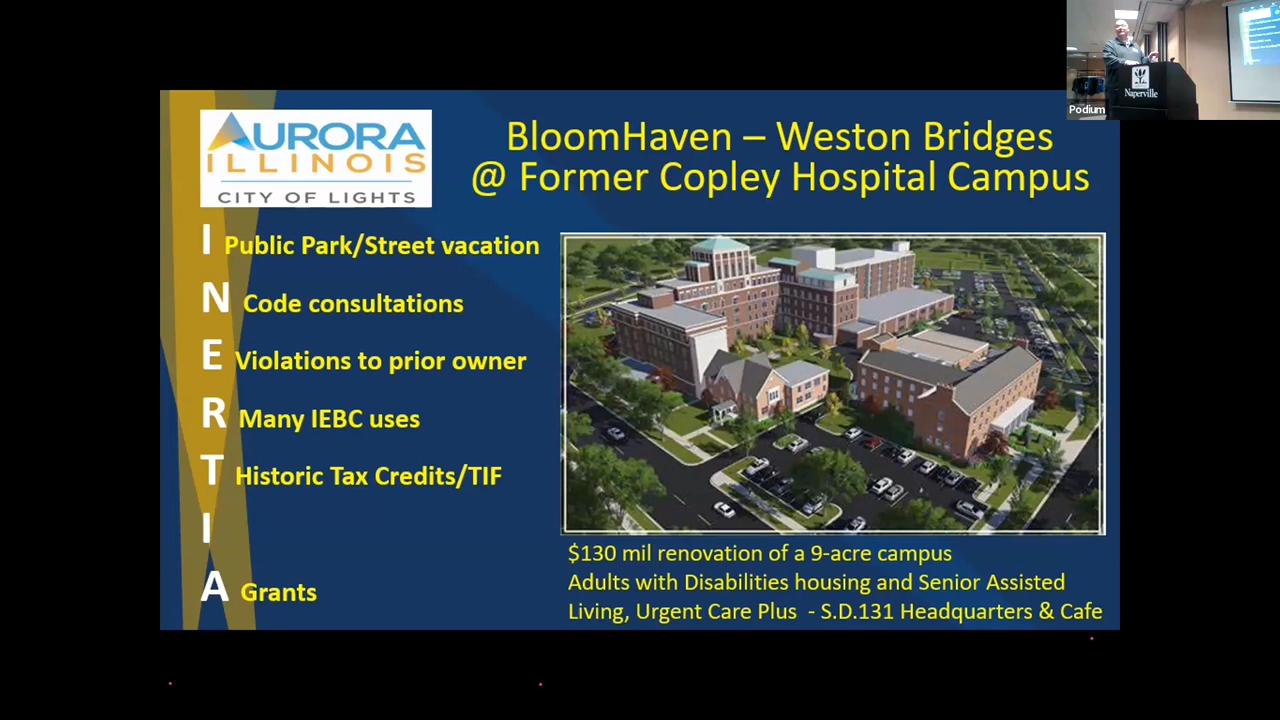 AURORA
ILLINOIS
CITY OF LIGHTS
BloomHaven – Weston Bridges
@ Former Copley Hospital Campus
I Public Park/Street vacation
N Code consultations
E Violations to prior owner
R Many IEBC uses
T Historic Tax Credits/TIF
I
A Grants
$130 mil renovation of a 9-acre campus
Adults with Disabilities housing and Senior Assisted
Living, Urgent Care Plus - S.D.131 Headquarters & Cafe
Naperville
Podium